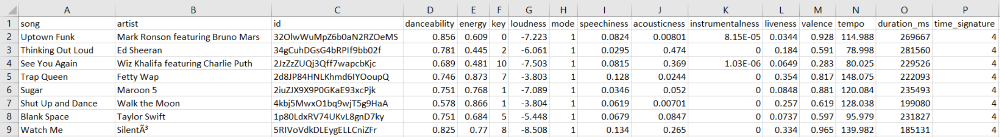 A B C D E F G H I J K L M N O P
1 song artist id danceability energy key loudness mode speechiness acousticness instrumentalness liveness valence tempo duration_ms time_signature
2 Uptown Funk Mark Ronson featuring Bruno Mars 32OlwWuMpZ6b0aN2RZOeMS 0.856 0.609 0 -7.223 1 0.0824 0.00801 8.15E-05 0.0344 0.928 114.988 269667 4
3 Thinking Out Loud Ed Sheeran 34gCuhDGsG4bRPIf9bb02f 0.781 0.445 2 -6.061 1 0.0295 0.474 0 0.184 0.591 78.998 281560 4
4 See You Again Wiz Khalifa featuring Charlie Puth 2JzZzZUQj3Qff7wapcbKjc 0.689 0.481 10 -7.503 1 0.0815 0.369 1.03E-06 0.0649 0.283 80.025 229526 4
5 Trap Queen Fetty Wap 2d8JP84HNLKhmd6IYOoupQ 0.746 0.873 7 -3.803 1 0.128 0.0244 0 0.354 0.817 148.075 222093 4
6 Sugar Maroon 5 2iuZJX9X9P0GKaE93xcPjk 0.751 0.768 1 -7.089 1 0.0346 0.052 0 0.0848 0.881 120.084 235493 4
7 Shut Up and Dance Walk the Moon 4kbj5MwxO1bq9wjT5g9HaA 0.578 0.866 1 -3.804 1 0.0619 0.00701 0 0.257 0.619 128.038 199080 4
8 Blank Space Taylor Swift 1p80LdxRV74UKvL8gnD7ky 0.751 0.684 5 -5.448 1 0.0679 0.0847 0 0.0737 0.597 95.979 231827 4
9 Watch Me SilentÃ³ 5RIVoVdkDLEygELLCniZFr 0.825 0.77 8 -8.508 1 0.134 0.265 0 0.334 0.965 139.982 185131 4